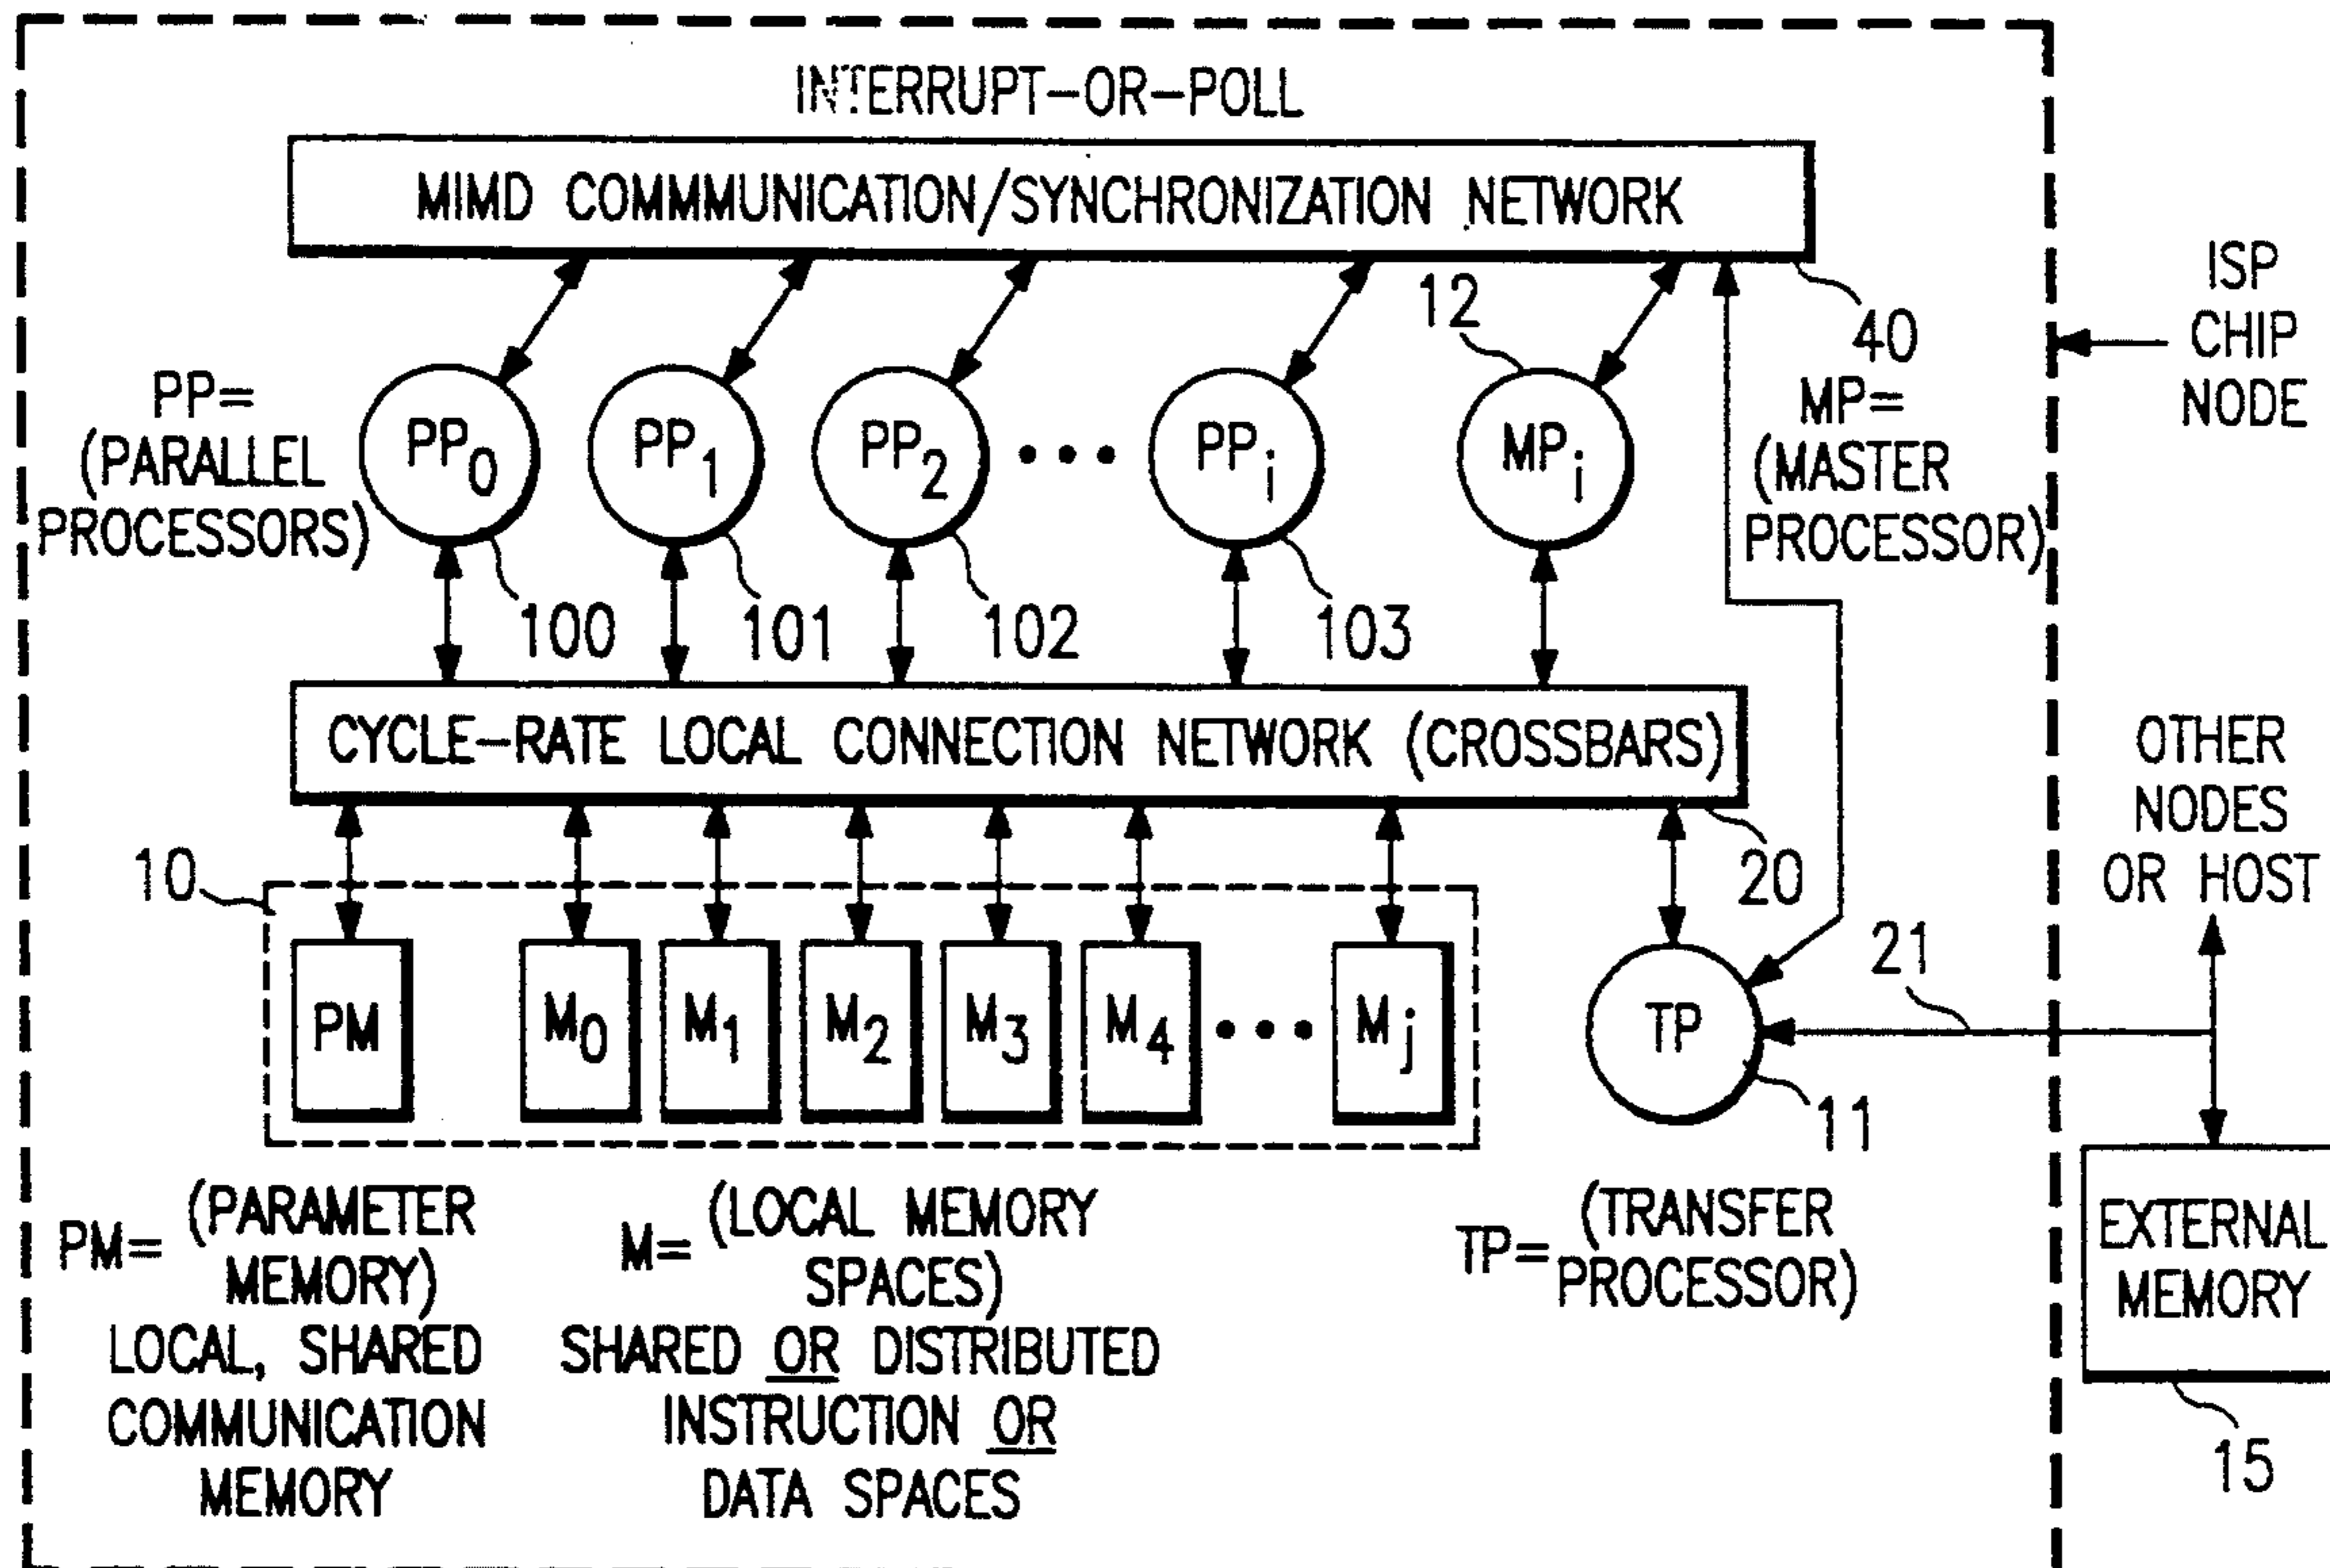 INTERRUPT-OR-POLL
MIMD COMMMUNICATION/SYNCHRONIZATION NETWORK
12
40
ISP
CHIP
NODE
PP=
(PARALLEL
PROCESSORS)
PP0
PP1
PP2
•••
PPi
MPi
MP=
(MASTER
PROCESSOR)
100
101
102
103
CYCLE-RATE LOCAL CONNECTION NETWORK (CROSSBARS)
OTHER
NODES
OR HOST
10
20
21
PM
M0
M1
M2
M3
M4
•••
Mj
TP
11
PM=
(PARAMETER
MEMORY)
LOCAL, SHARED
COMMUNICATION
MEMORY
M=
(LOCAL MEMORY
SPACES)
SHARED OR DISTRIBUTED
INSTRUCTION OR
DATA SPACES
TP=
(TRANSFER
PROCESSOR)
EXTERNAL
MEMORY
15